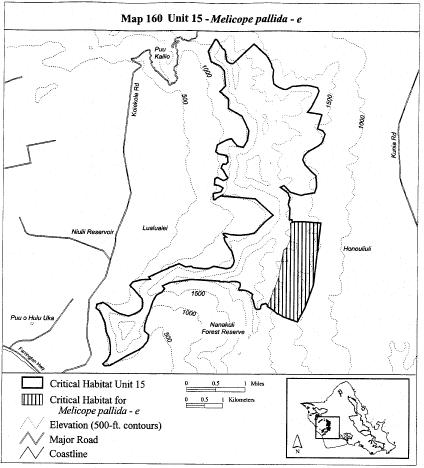 Map 160 Unit 15 - Melicope pallida - e
Puu
Kailio
1000
500
1500
1000
Kolekole Rd
Kunia Rd
Niulii Reservoir
Lualualei
Honouliuli
Puu o Hulu Uka
1500
1000
500
Nanakuli
Forest Reserve
Farrington Hwy
Critical Habitat Unit 15
Critical Habitat for
Melicope pallida - e
Elevation (500-ft. contours)
Major Road
Coastline
0 0.5 1 Miles
0 0.5 1 Kilometers
N